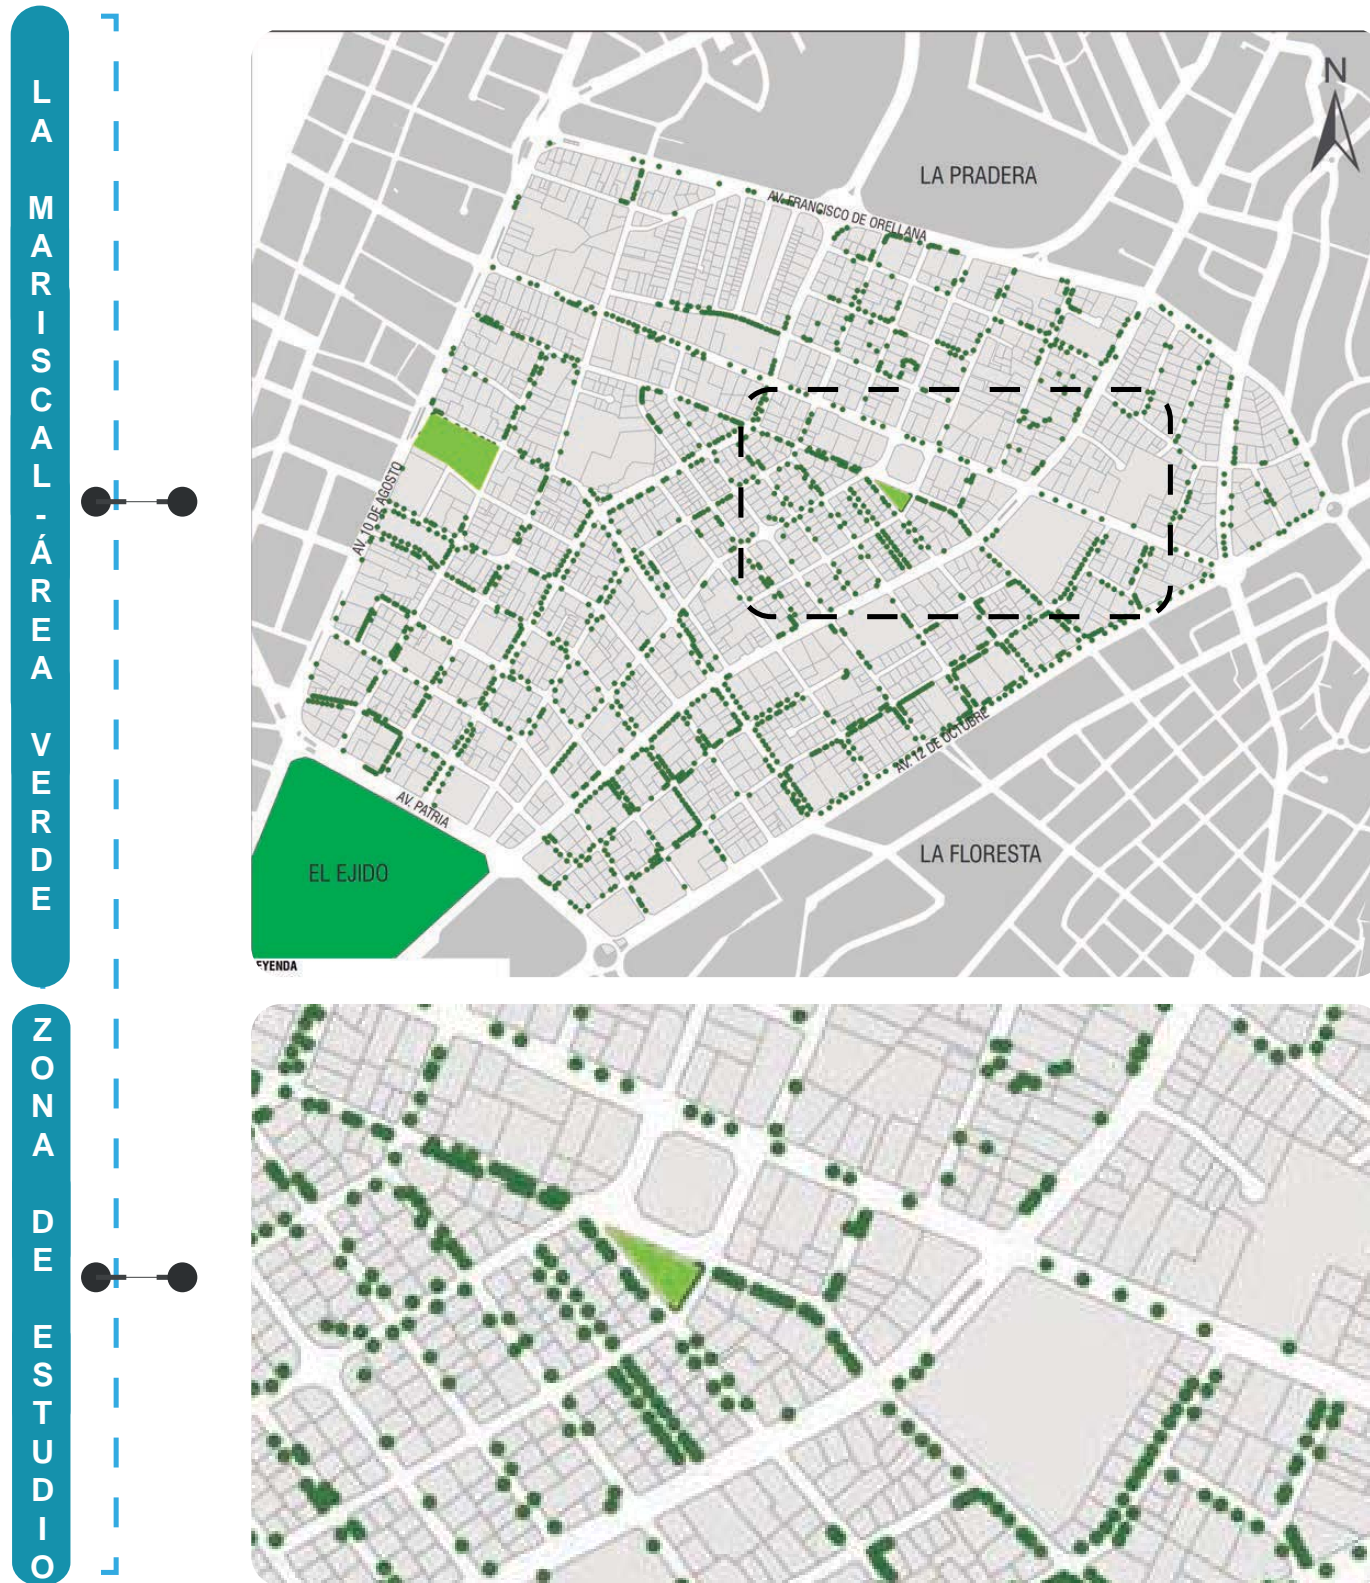 LA MARISCAL-ÁREA VERDE
N
LA PRADERA
AV. FRANCISCO DE ORELLANA
AV. 10 DE AGOSTO
AV. 12 DE OCTUBRE
AV. PATRIA
LA FLORESTA
EL EJIDO
EYENDA
ZONA DE ESTUDIO